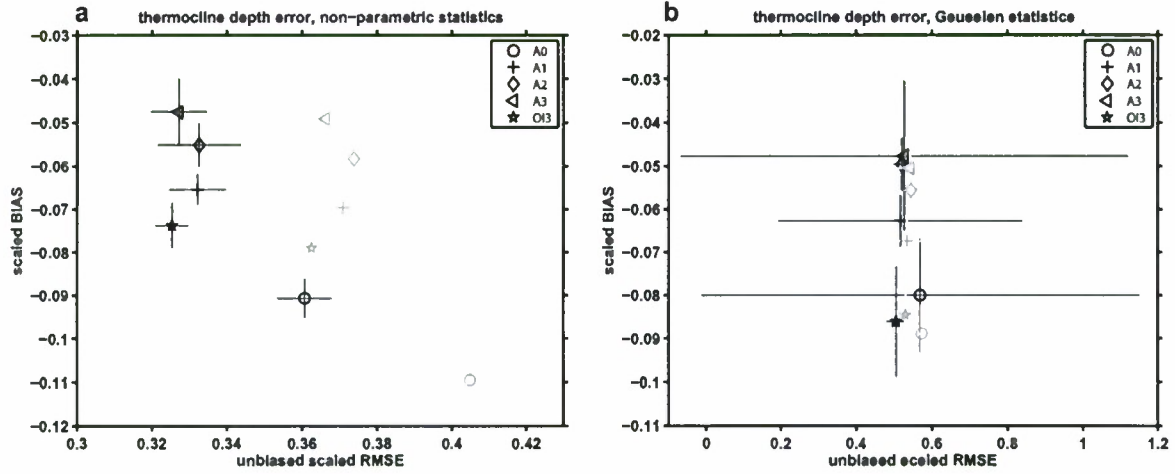 a
thermocline depth error, non-parametric statistics
-0.03
-0.04
-0.05
-0.06
-0.07
-0.08
-0.09
-0.1
-0.11
-0.12
scaled BIAS
0.3 0.32 0.34 0.36 0.38 0.4 0.42
unbiased scaled RMSE
A0
A1
A2
A3
OI3
b
thermocline depth error, Geueelen etatietics
-0.02
-0.03
-0.04
-0.05
-0.06
-0.07
-0.08
-0.09
-0.1
-0.11
scaled BIAS
0 0.2 0.4 0.6 0.8 1 1.2
unbiaeed eceled RMSE
A0
A1
A2
A3
OI3